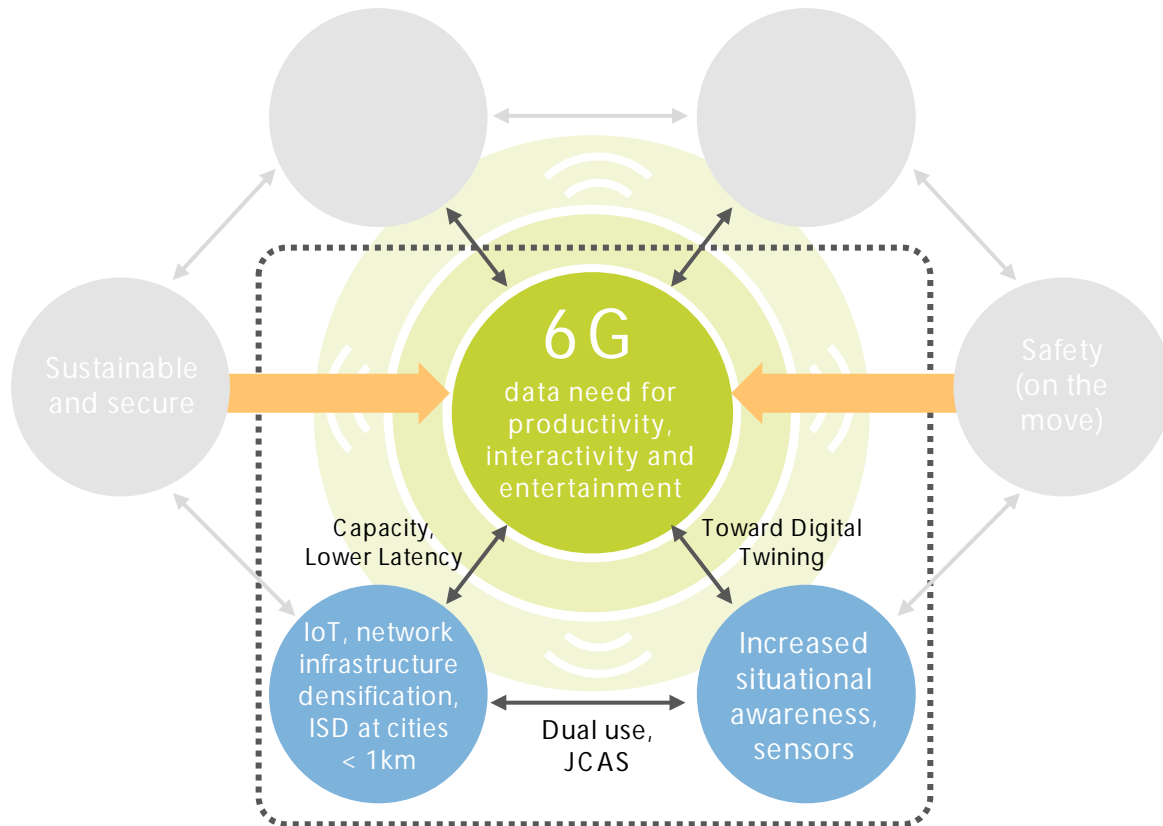 6G
data need for
productivity,
interactivity and
entertainment
Sustainable
and secure
Safety
(on the
move)
Capacity,
Lower Latency
Toward Digital
Twining
IoT, network
infrastructure
densification,
ISD at cities
< 1km
Increased
situational
awareness,
sensors
Dual use,
JCAS